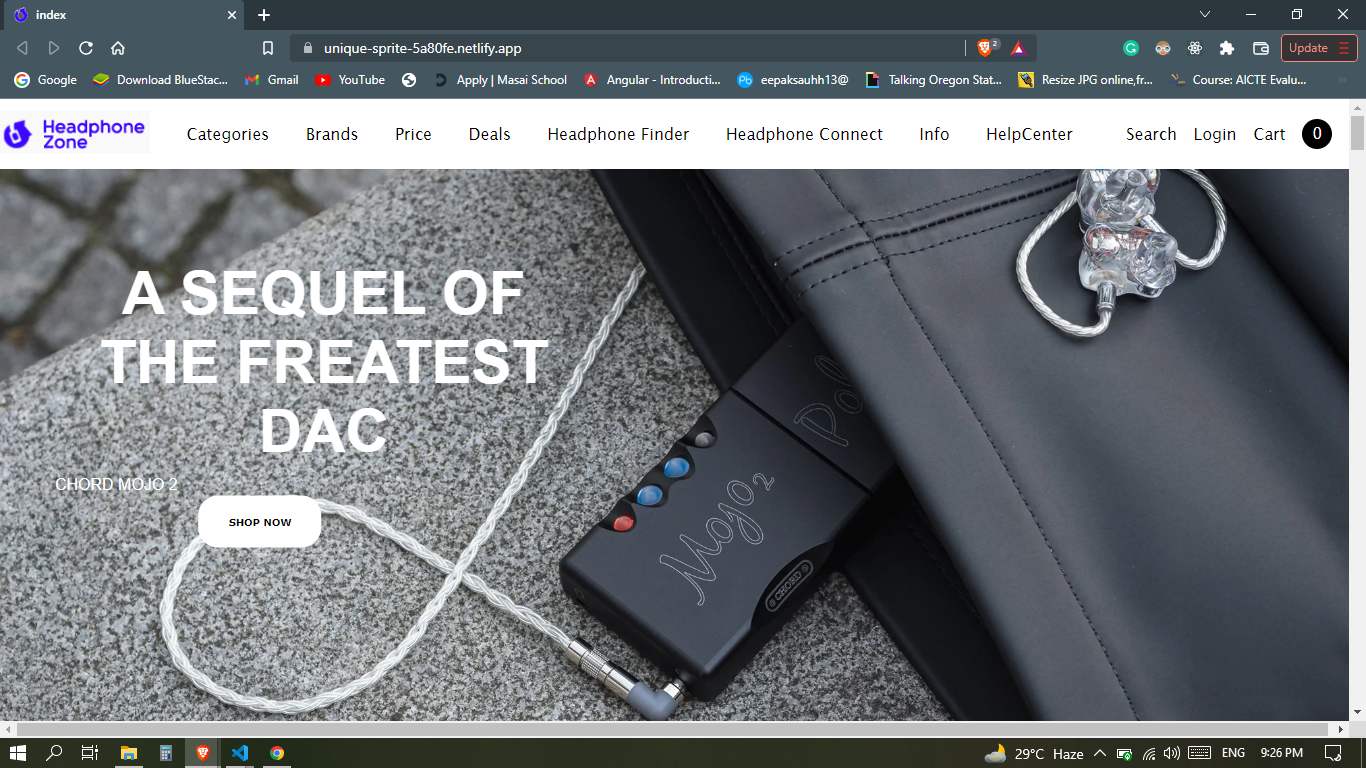 index
unique-sprite-5a80fe.netlify.app
2
Update
Google
Download BlueStac...
Gmail
YouTube
Apply | Masai School
Angular - Introducti...
eepaksauhh13@
Talking Oregon Stat...
Resize JPG online,fr...
Course: AICTE Evalu...
Headphone
Zone
Categories
Brands
Price
Deals
Headphone Finder
Headphone Connect
Info
HelpCenter
Search
Login
Cart
0
A SEQUEL OF
THE FREATEST
DAC
CHORD MOJO 2
SHOP NOW
Mojo 2
CHORD
Pol
29°C Haze
ENG
9:26 PM